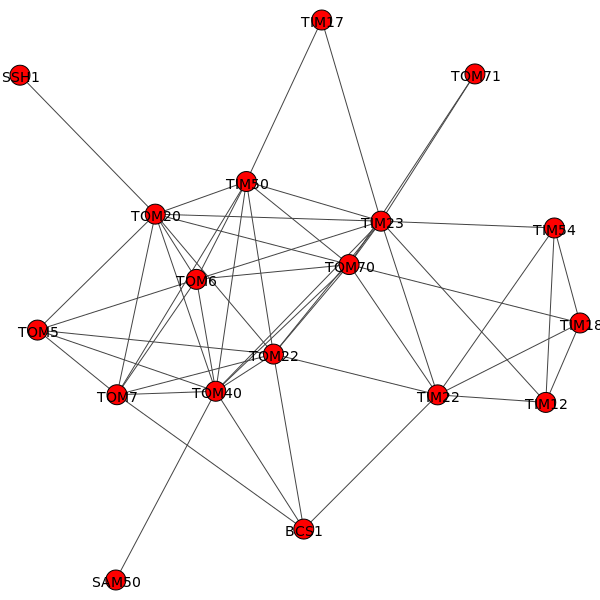 TIM17
TOM71
SSH1
TIM50
TOM20
TIM23
TIM54
TOM70
TOM6
TIM18
TOM5
TOM22
TOM7
TOM40
TIM22
TIM12
BCS1
SAM50